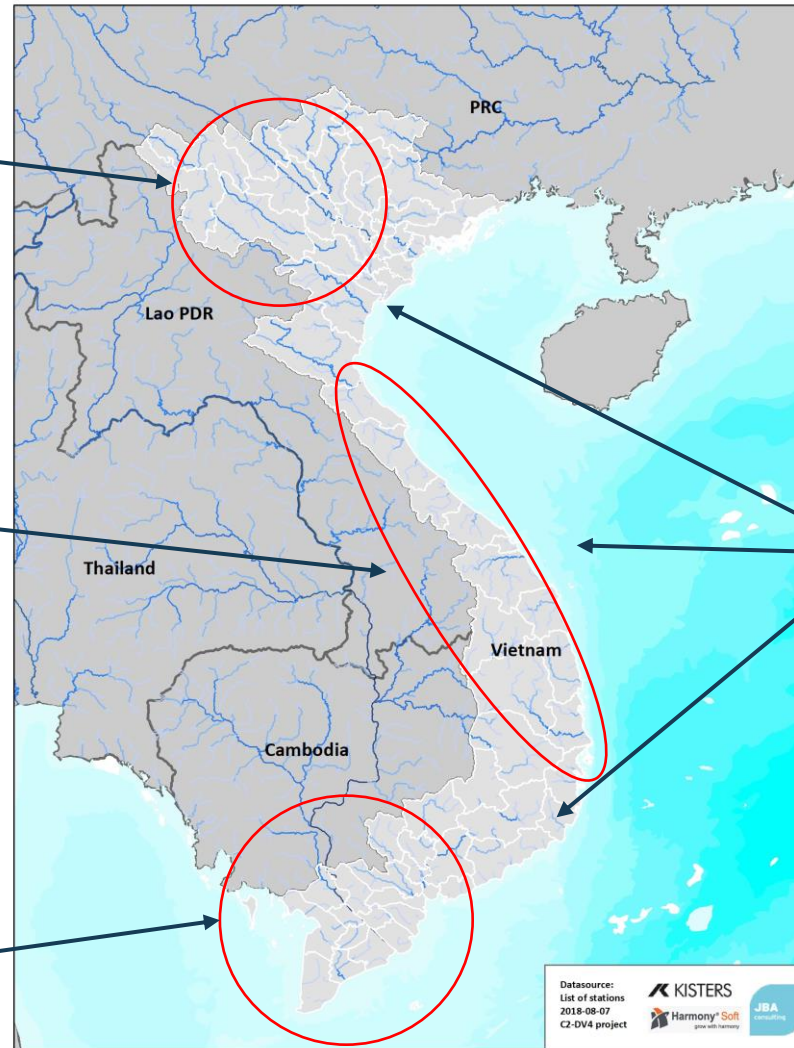 PRC
Lao PDR
Thailand
Vietnam
Cambodia
Datasource:
List of stations
2018-08-07
C2-DV4 project
KISTERS
Harmony* Soft
grow with harmony
JBA
consulting